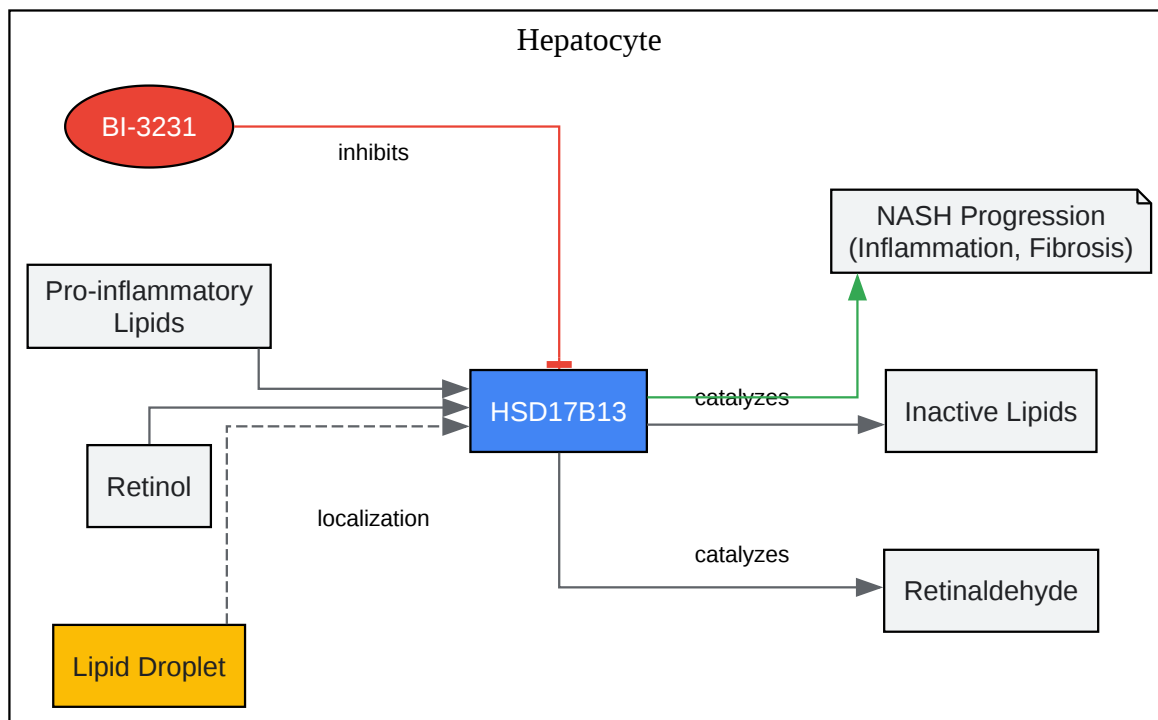 Hepatocyte
BI-3231
inhibits
NASH Progression
(Inflammation, Fibrosis)
Pro-inflammatory
Lipids
HSD17B13
catalyzes
Inactive Lipids
Retinol
localization
catalyzes
Retinaldehyde
Lipid Droplet